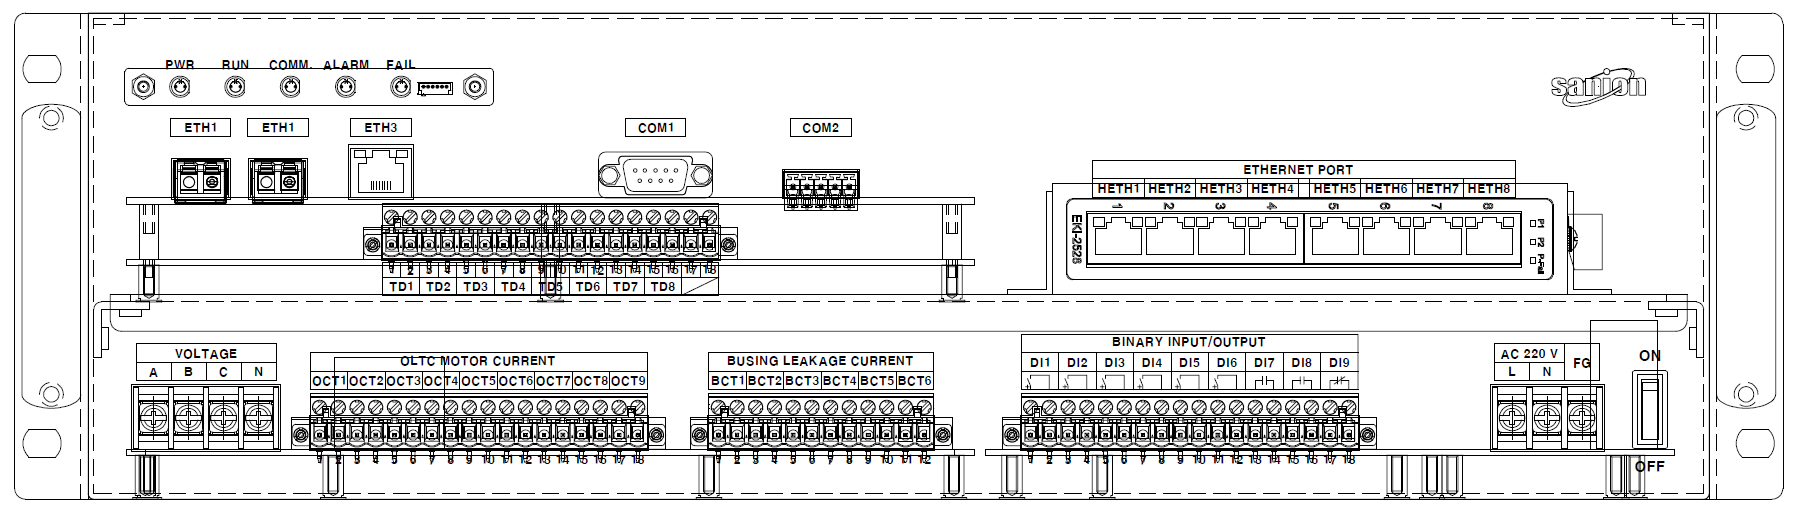 PWR RUN COMM. ALARM FAIL
sanion
ETH1 ETH1 ETH3 COM1 COM2
ETHERNET PORT
HETH1 HETH2 HETH3 HETH4 HETH5 HETH6 HETH7 HETH8
1 2 3 4 5 6 7 8
EKI-2528
P1
P2
P-Fail
1 2 3 4 5 6 7 8 9 10 11 12 13 14 15 16 17 18
TD1 TD2 TD3 TD4 TD5 TD6 TD7 TD8
VOLTAGE
A B C N
OLTC MOTOR CURRENT
OCT1 OCT2 OCT3 OCT4 OCT5 OCT6 OCT7 OCT8 OCT9
1 2 3 4 5 6 7 8 9 10 11 12 13 14 15 16 17 18
BUSING LEAKAGE CURRENT
BCT1 BCT2 BCT3 BCT4 BCT5 BCT6
1 2 3 4 5 6 7 8 9 10 11 12
BINARY INPUT/OUTPUT
DI1 DI2 DI3 DI4 DI5 DI6 DI7 DI8 DI9
1 2 3 4 5 6 7 8 9 10 11 12 13 14 15 16 17 18
AC 220 V FG
L N
ON
OFF